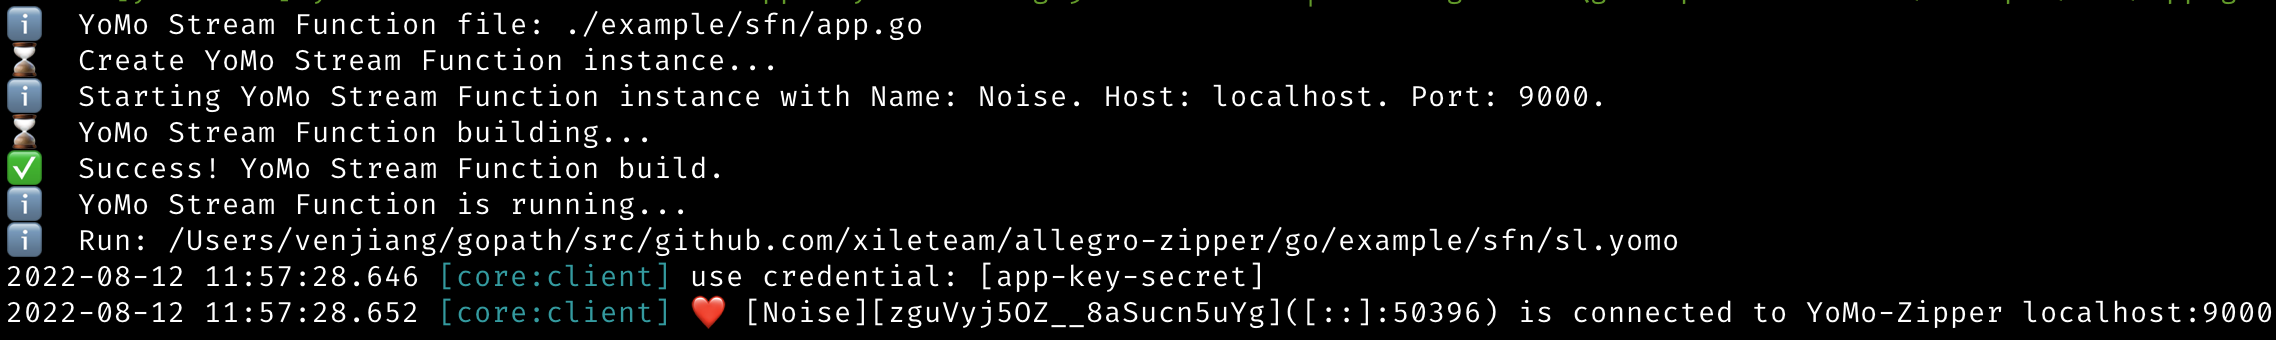 YoMo Stream Function file: ./example/sfn/app.go
Create YoMo Stream Function instance...
Starting YoMo Stream Function instance with Name: Noise. Host: localhost. Port: 9000.
YoMo Stream Function building...
Success! YoMo Stream Function build.
YoMo Stream Function is running...
Run: /Users/venjiang/gopath/src/github.com/xileteam/allegro-zipper/go/example/sfn/sl.yomo
2022-08-12 11:57:28.646 [core:client] use credential: [app-key-secret]
2022-08-12 11:57:28.652 [core:client] ❤️ [Noise][zguVyj5OZ__8aSucn5uYg]([::]:50396) is connected to YoMo-Zipper localhost:9000